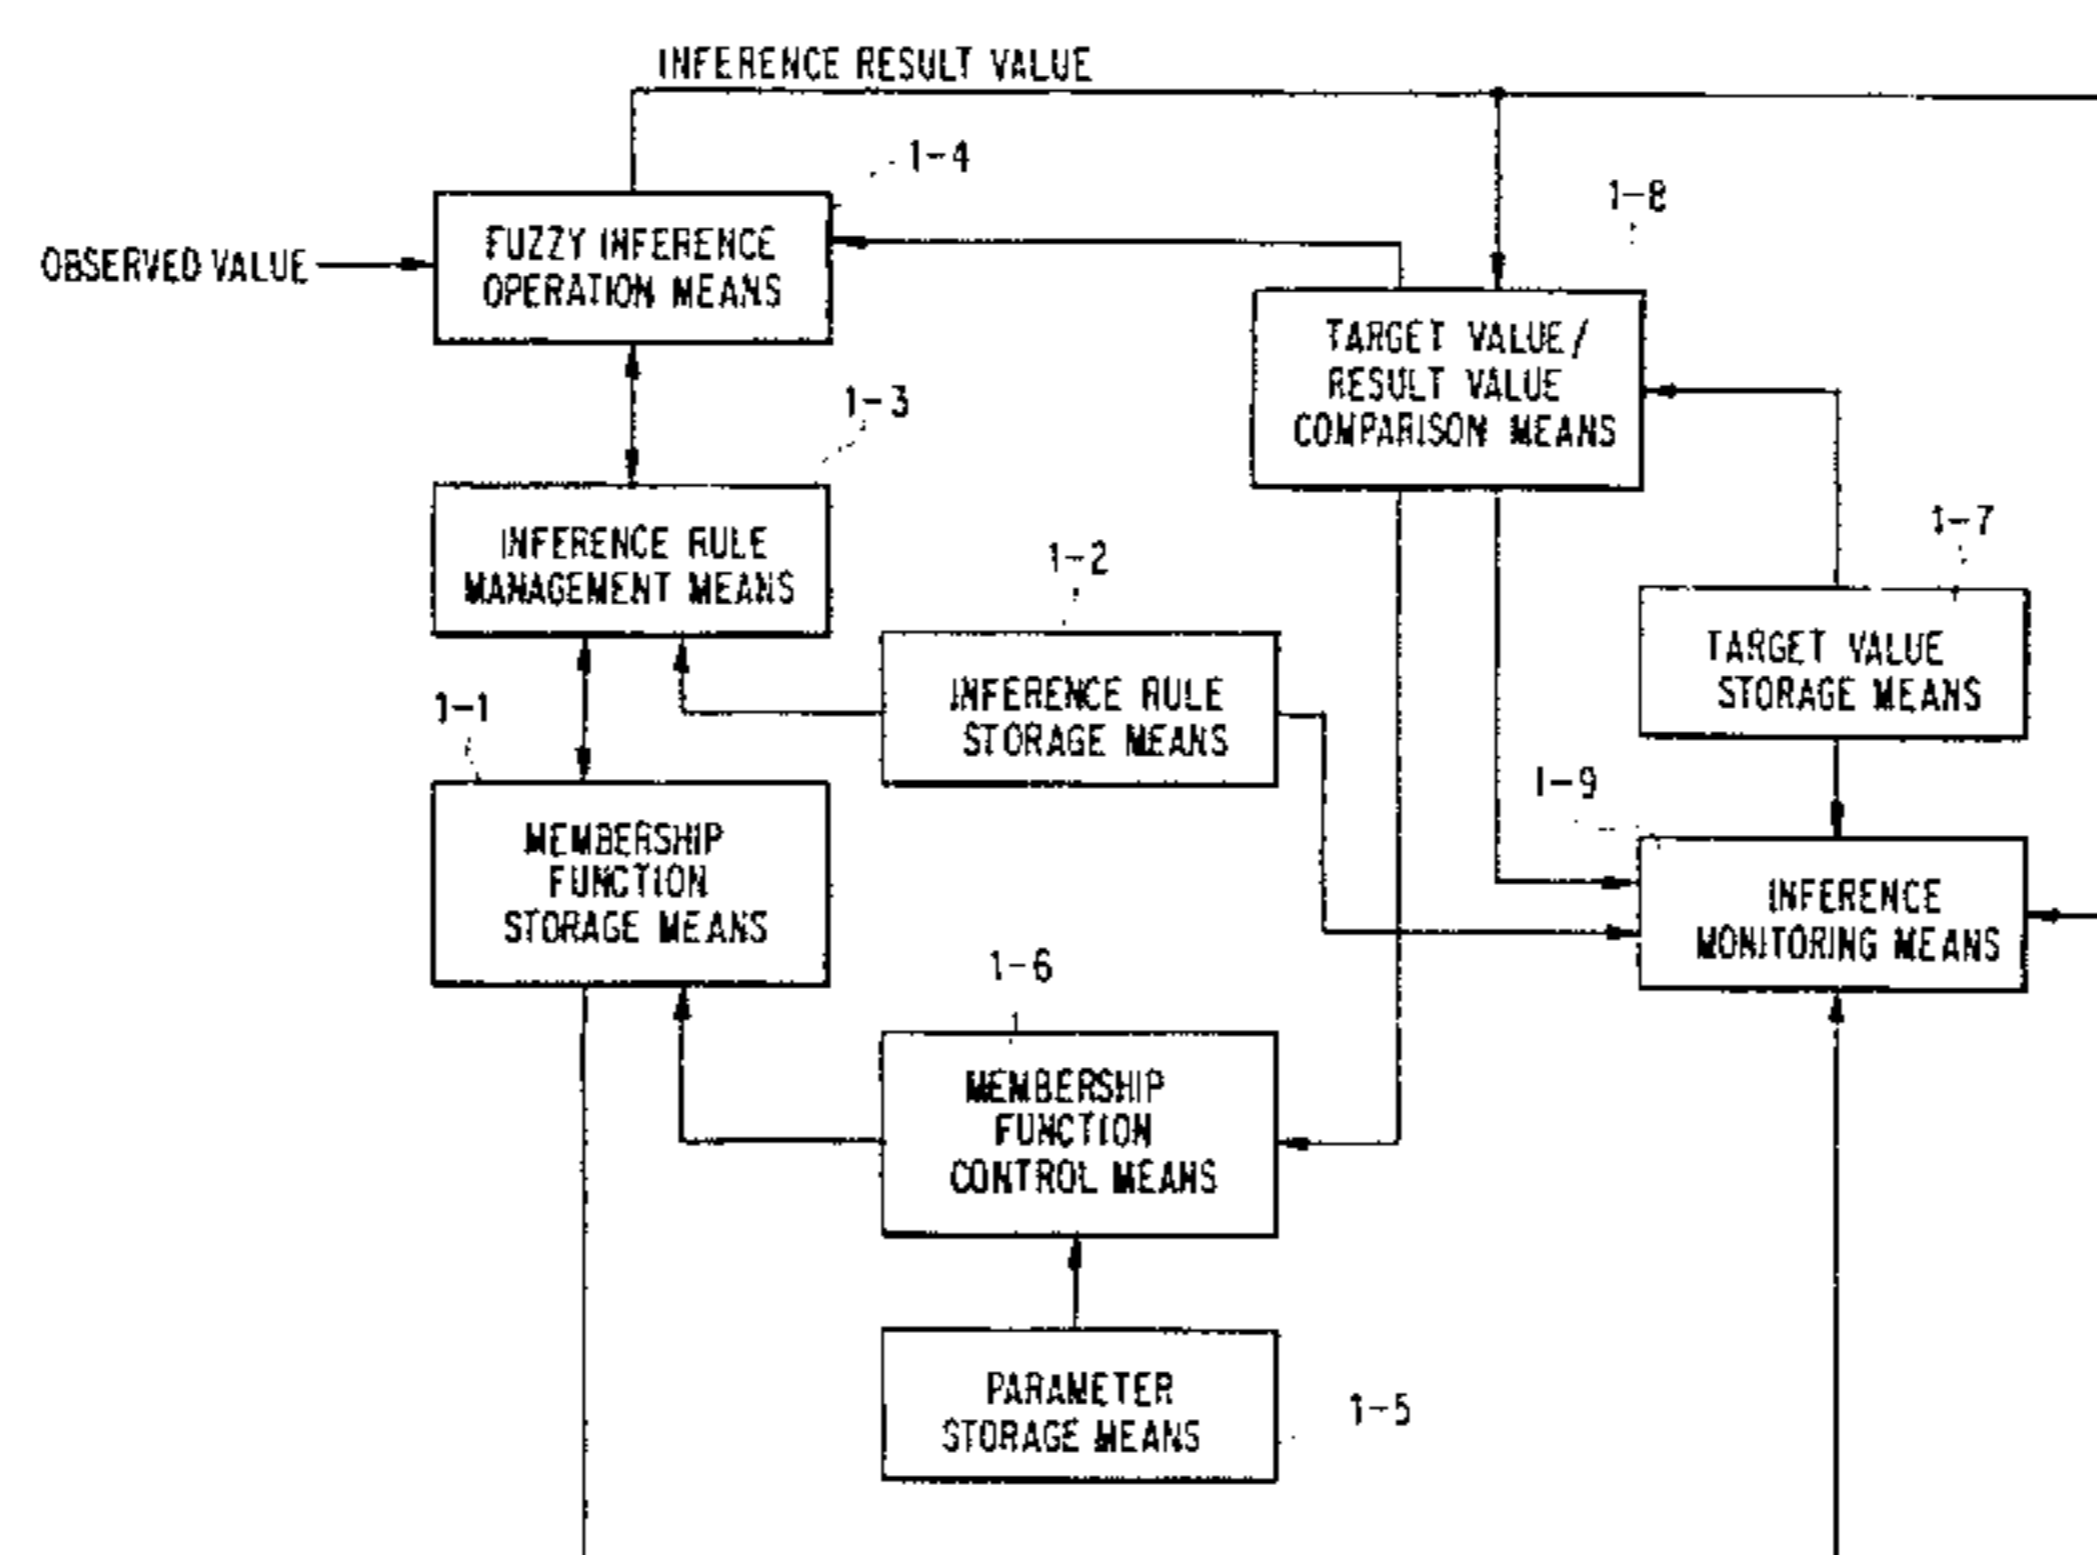 INFERENCE RESULT VALUE
1-4
1-8
FUZZY INFERENCE
OPERATION MEANS
OBSERVED VALUE
TARGET VALUE/
RESULT VALUE
COMPARISON MEANS
1-3
INFERENCE RULE
MANAGEMENT MEANS
1-2
1-7
INFERENCE RULE
STORAGE MEANS
TARGET VALUE
STORAGE MEANS
1-1
1-9
MEMBERSHIP
FUNCTION
STORAGE MEANS
INFERENCE
MONITORING MEANS
1-6
MEMBERSHIP
FUNCTION
CONTROL MEANS
PARAMETER
STORAGE MEANS
1-5